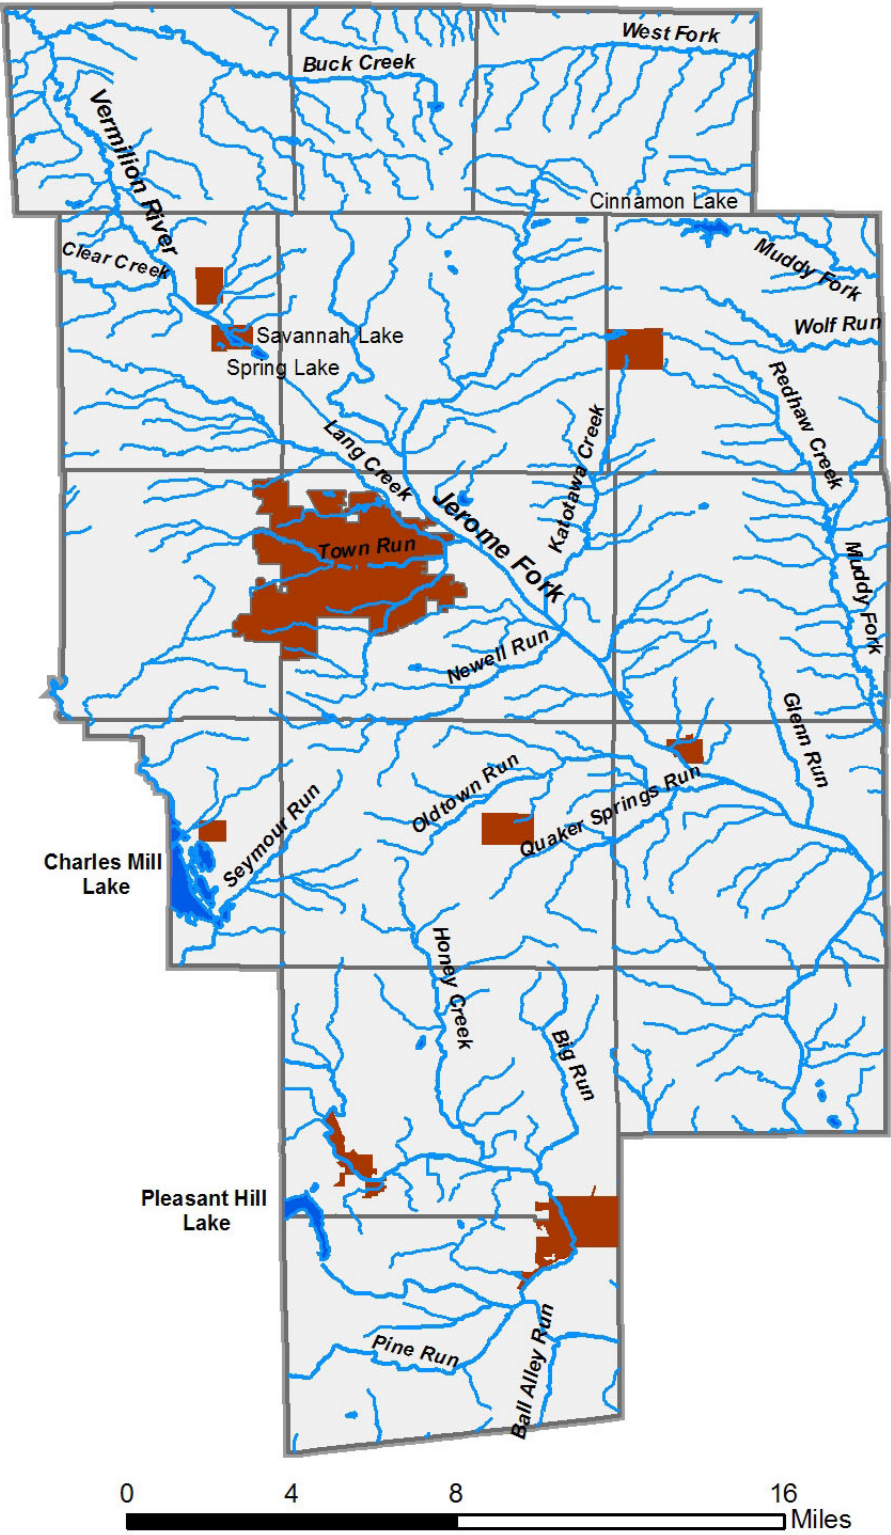 West Fork
Buck Creek
Vermilion River
Cinnamon Lake
Clear Creek
Muddy Fork
Wolf Run
Savannah Lake
Spring Lake
Redhaw Creek
Lang Creek
Katotawa Creek
Jerome Fork
Town Run
Muddy Fork
Newell Run
Glenn Run
Oldtown Run
Quaker Springs Run
Seymour Run
Charles Mill
Lake
Honey Creek
Big Run
Pleasant Hill
Lake
Pine Run
Ball Alley Run
0 4 8 16
Miles